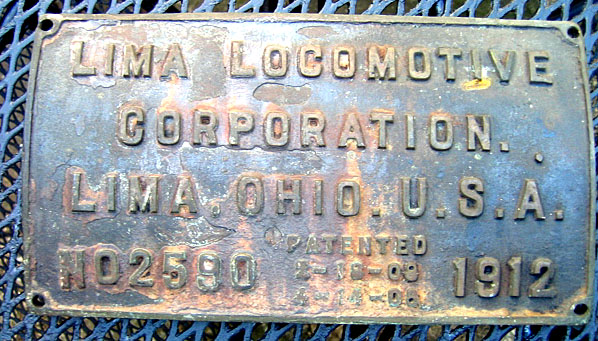 LIMA LOCOMOTIVE
CORPORATION.
LIMA, OHIO. U.S.A.
PATENTED
NO2590 1912